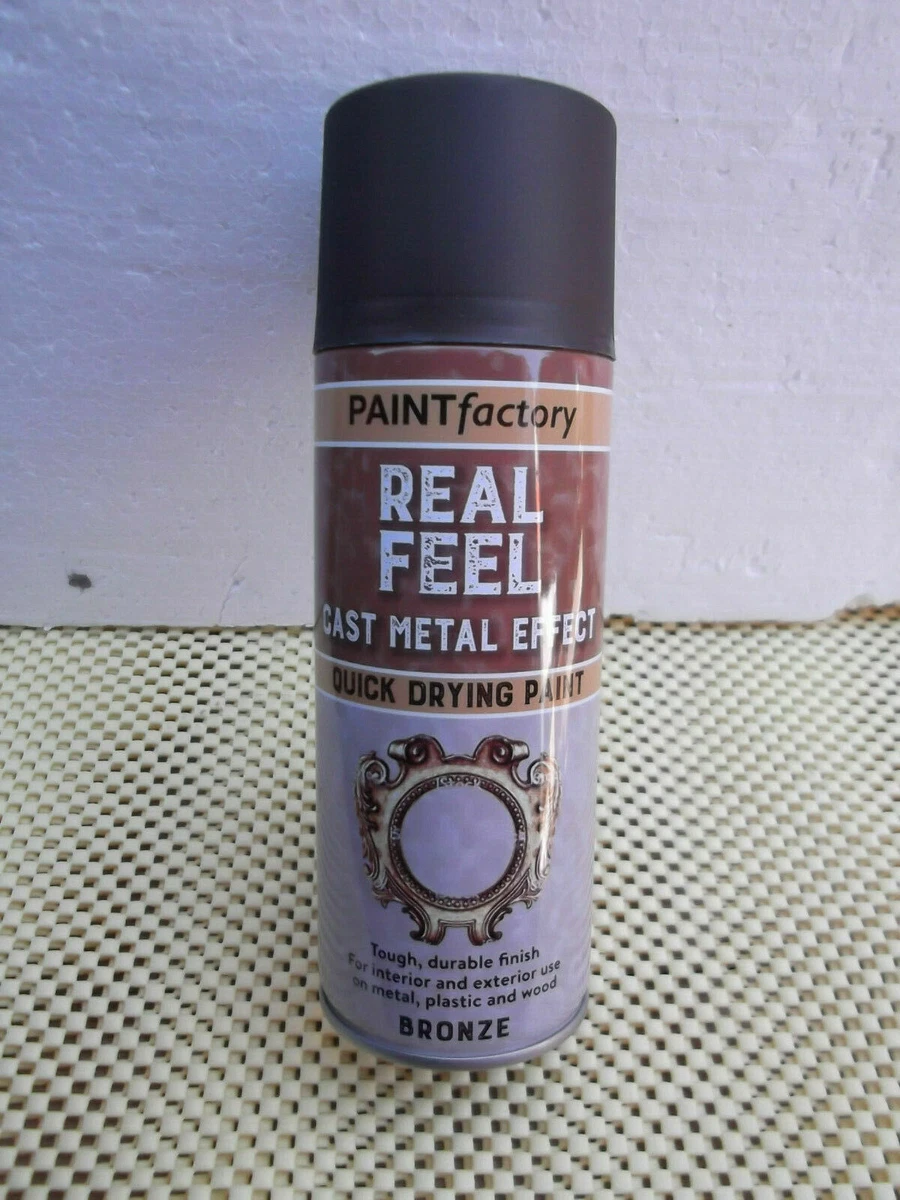 PAINTfactory
REAL
FEEL
CAST METAL EFFECT
QUICK DRYING PAINT
Tough, durable finish
For interior and exterior use
on metal, plastic and wood
BRONZE